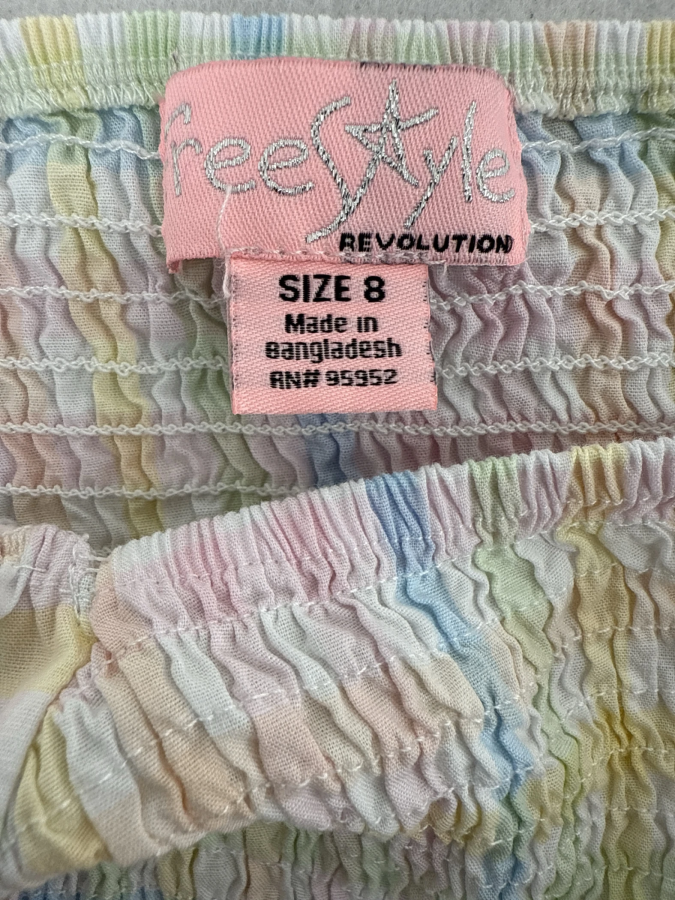 freestyle
REVOLUTION
SIZE 8
Made in
Bangladesh
RN# 95952